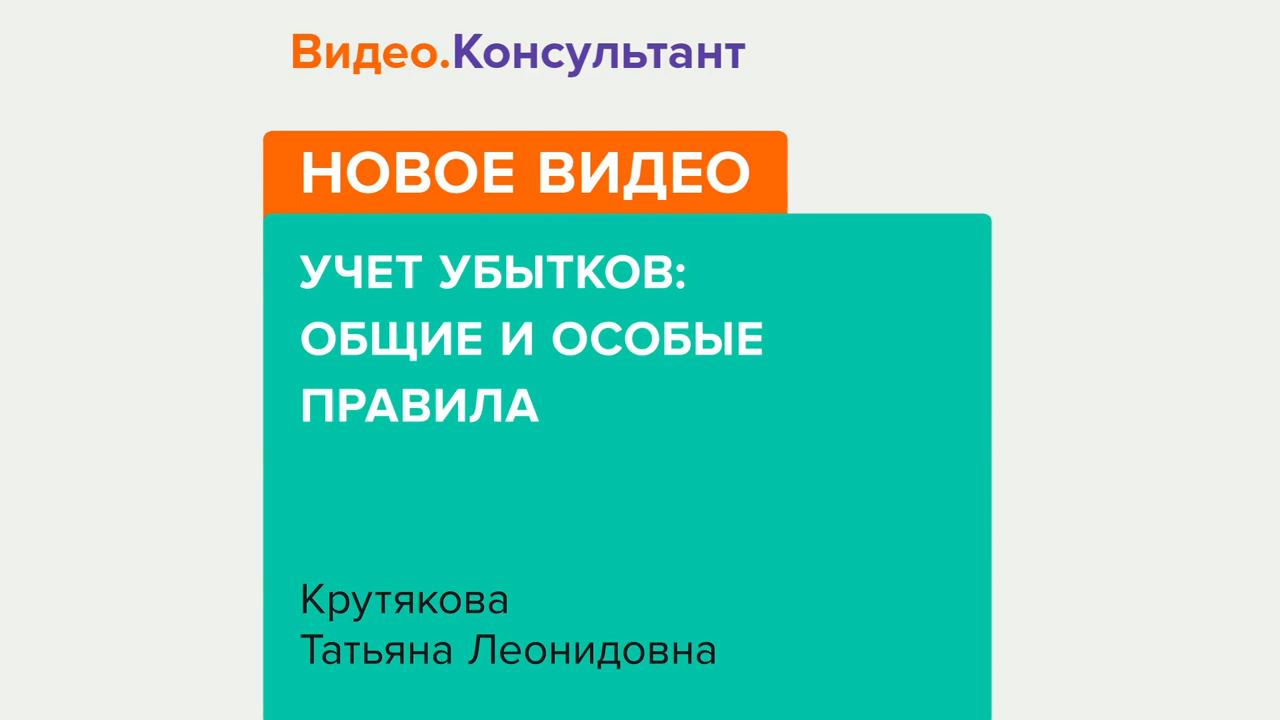 Видео.Консультант
НОВОЕ ВИДЕО
УЧЕТ УБЫТКОВ:
ОБЩИЕ И ОСОБЫЕ
ПРАВИЛА
Крутякова
Татьяна Леонидовна